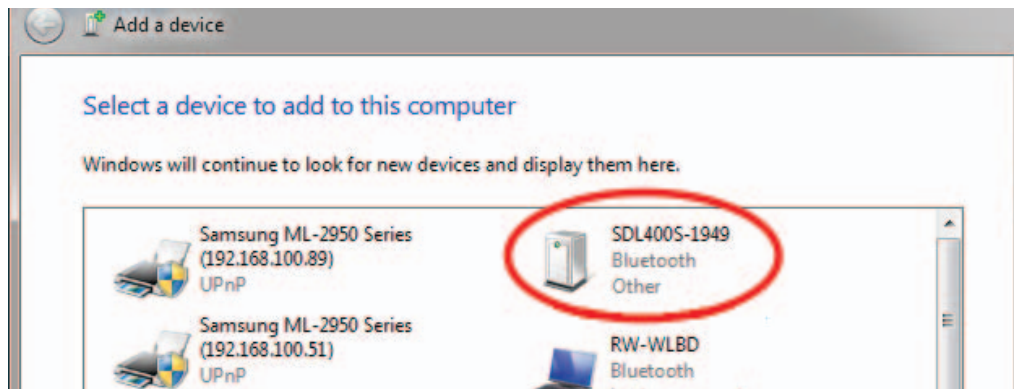 Add a device
Select a device to add to this computer
Windows will continue to look for new devices and display them here.
Samsung ML-2950 Series
(192.168.100.89)
UPnP
SDL400S-1949
Bluetooth
Other
Samsung ML-2950 Series
(192.168.100.51)
UPnP
RW-WLBD
Bluetooth